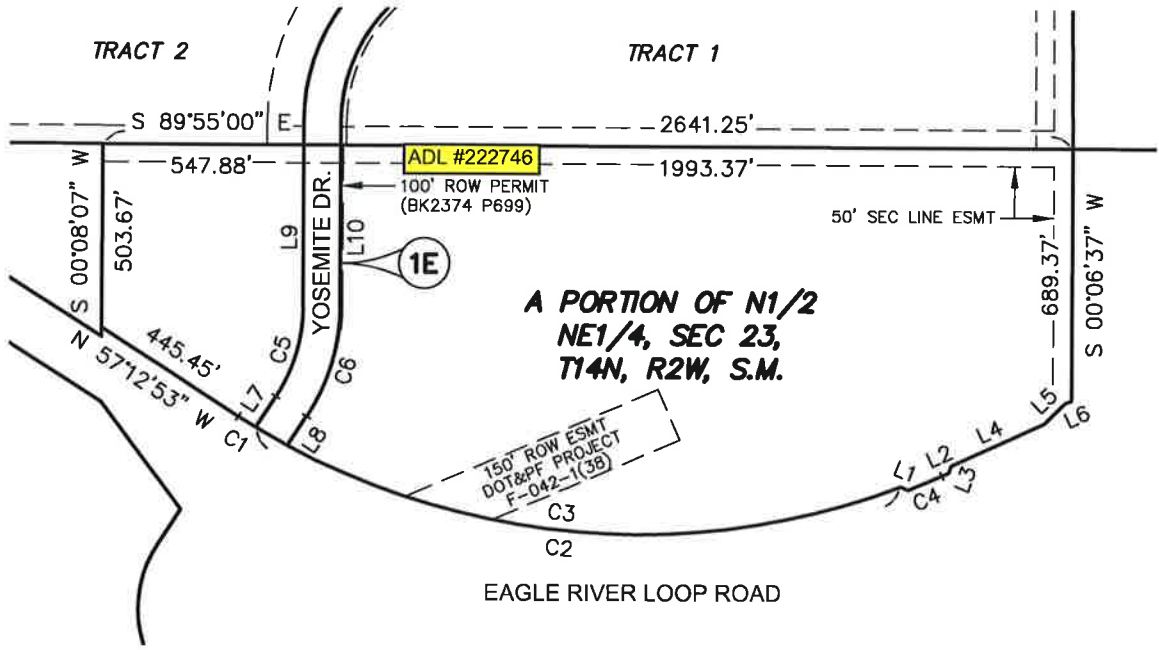 TRACT 2
TRACT 1
S 89°55'00" E
2641.25'
547.88'
ADL #222746
1993.37'
100' ROW PERMIT
(BK2374 P699)
50' SEC LINE ESMT
S 00°08'07" W
503.67'
L9
YOSEMITE DR.
L10
1E
689.37'
S 00°06'37" W
A PORTION OF N1/2
NE1/4, SEC 23,
T14N, R2W, S.M.
445.45'
N 57°12'53" W
C5
C6
L7
L8
C1
150' ROW ESMT
DOT&PF PROJECT
F-042-1(38)
C3
C2
L1
L2
L3
C4
L4
L5
L6
EAGLE RIVER LOOP ROAD